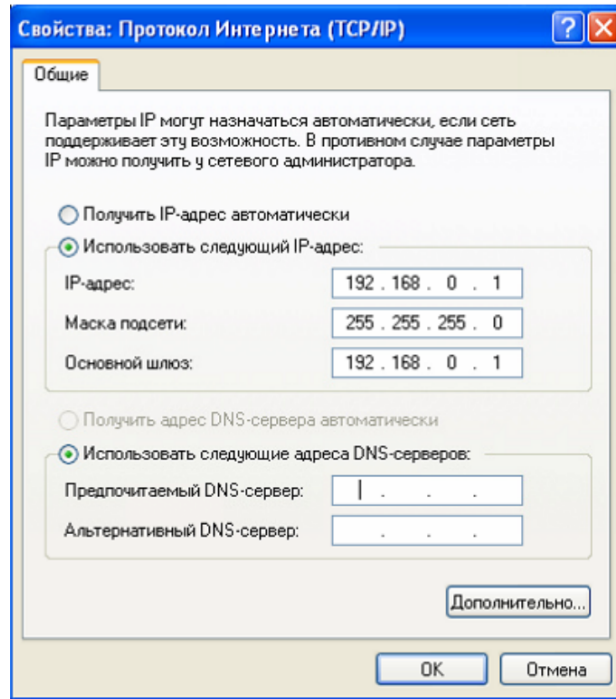 Свойства: Протокол Интернета (TCP/IP)
Общие
Параметры IP могут назначаться автоматически, если сеть
поддерживает эту возможность. В противном случае параметры
IP можно получить у сетевого администратора.
Получить IP-адрес автоматически
Использовать следующий IP-адрес:
IP-адрес: 192 . 168 . 0 . 1
Маска подсети: 255 . 255 . 255 . 0
Основной шлюз: 192 . 168 . 0 . 1
Получить адрес DNS-сервера автоматически
Использовать следующие адреса DNS-серверов:
Предпочитаемый DNS-сервер: . . .
Альтернативный DNS-сервер: . . .
Дополнительно...
OK Отмена